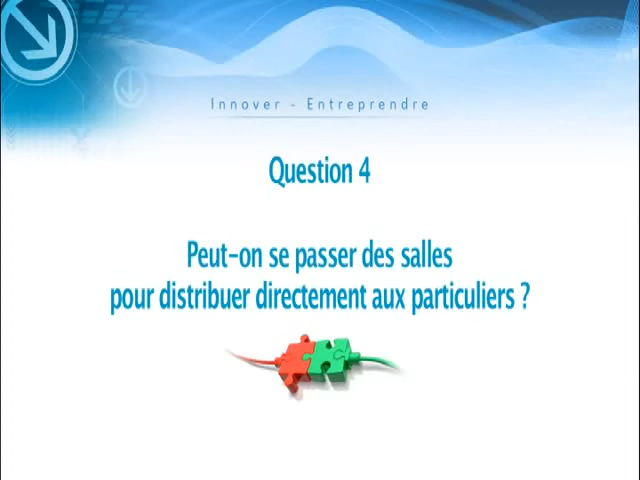 Innover - Entreprendre
Question 4
Peut-on se passer des salles
pour distribuer directement aux particuliers ?